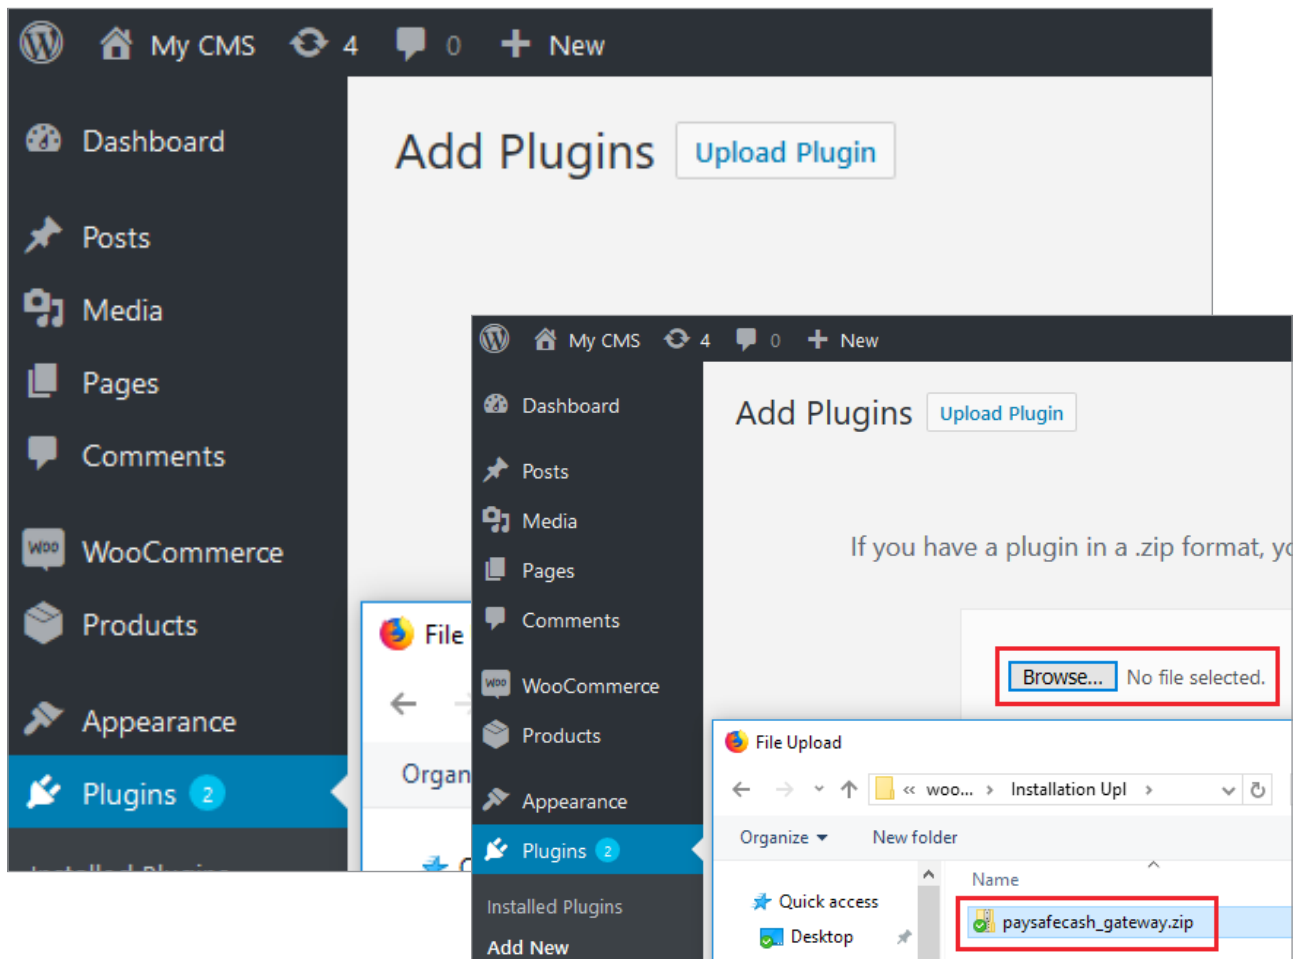 My CMS 4 0 New
Dashboard
Add Plugins Upload Plugin
Posts
Media
Pages
Comments
WOO WooCommerce
Products
Appearance
Plugins 2
File
Organ
My CMS 4 0 New
Dashboard
Add Plugins Upload Plugin
Posts
Media
If you have a plugin in a .zip format, yo
Pages
Comments
Browse... No file selected.
WOO WooCommerce
Products
File Upload
« woo... > Installation Upl >
Appearance
Organize New folder
Plugins 2
Name
Installed Plugins
Quick access
paysafecash_gateway.zip
Add New
Desktop